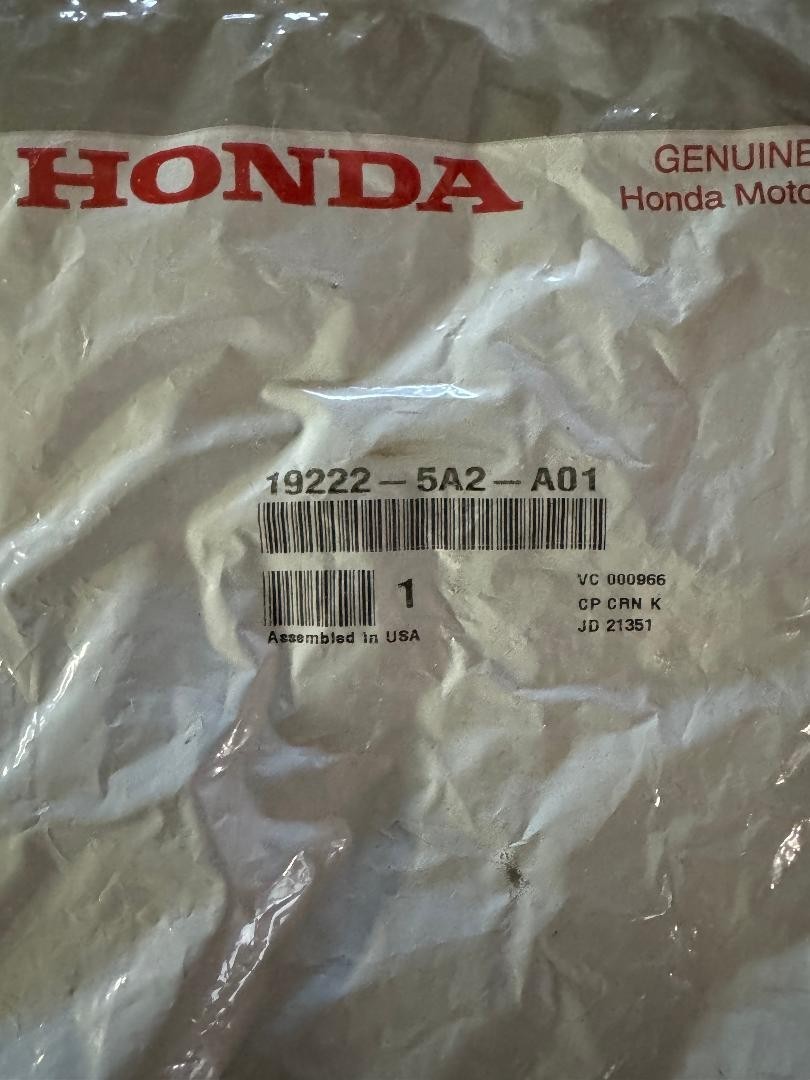 HONDA
GENUINE
Honda Moto
19222-5A2-A01
1
Assembled in USA
VC 000966
CP CRN K
JD 21351